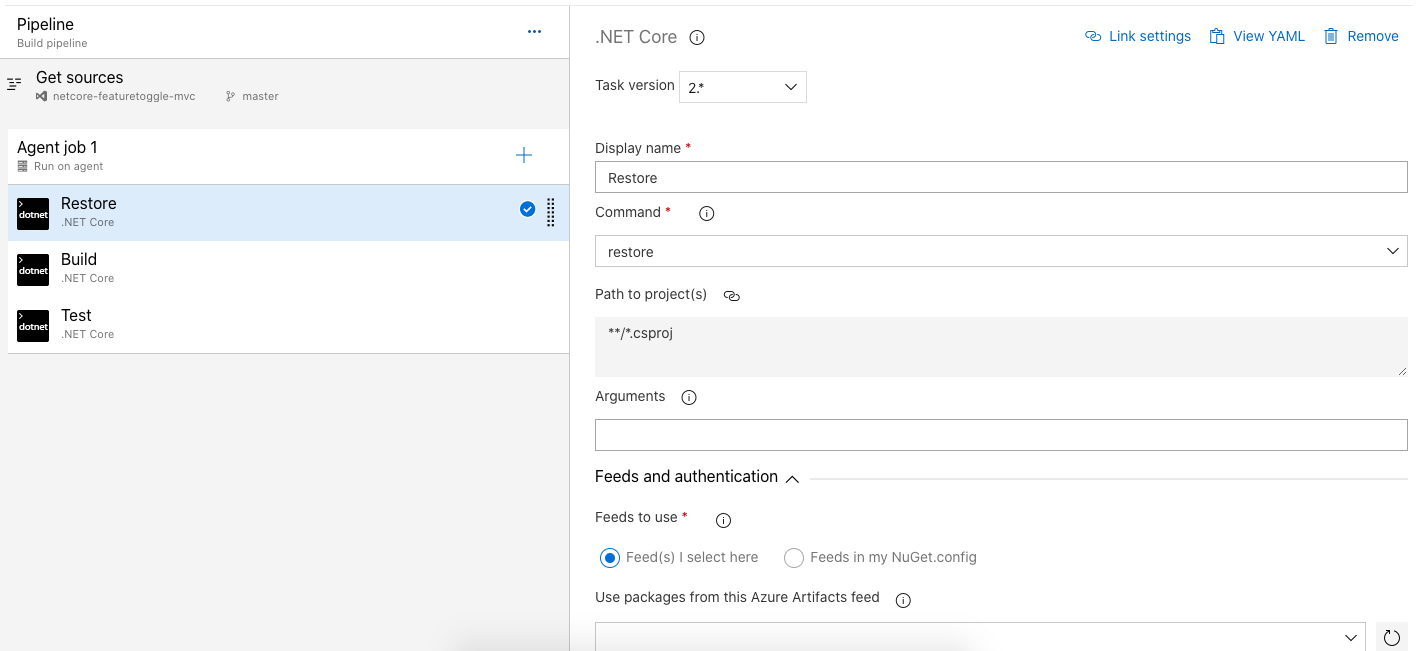 Pipeline
Build pipeline
...
Get sources
netcore-featuretoggle-mvc master
Agent job 1
Run on agent
dotnet
Restore
.NET Core
dotnet
Build
.NET Core
dotnet
Test
.NET Core
.NET Core
Link settings View YAML Remove
Task version 2.*
Display name *
Restore
Command *
restore
Path to project(s)
**/*.csproj
Arguments
Feeds and authentication
Feeds to use *
Feed(s) I select here Feeds in my NuGet.config
Use packages from this Azure Artifacts feed